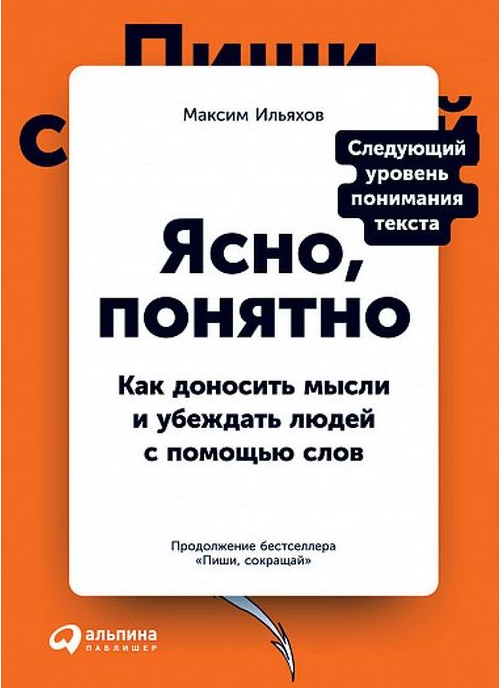 Пиши
Максим Ильяхов
Следующий
уровень
понимания
текста
Ясно,
понятно
Как доносить мысли
и убеждать людей
с помощью слов
Продолжение бестселлера
«Пиши, сокращай»
альпина
ПАБЛИШЕР